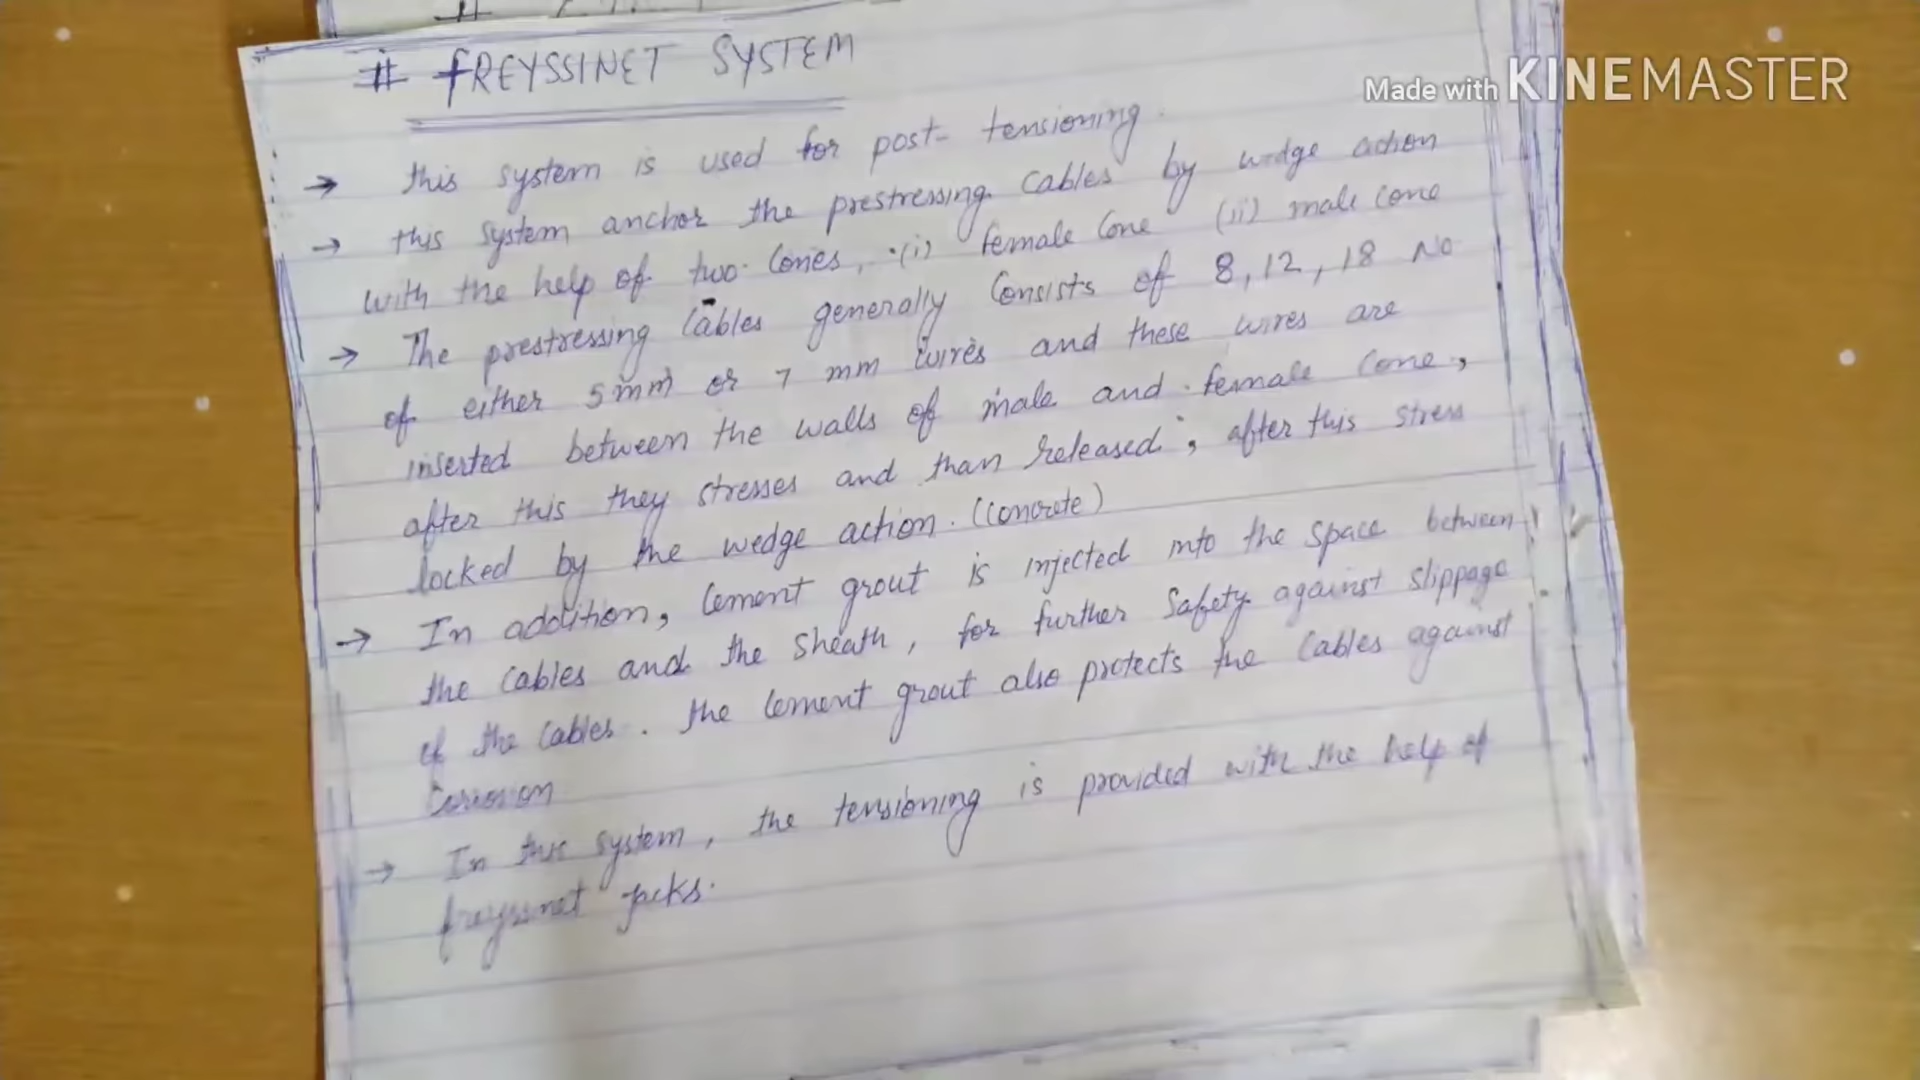 # FREYSSINET SYSTEM
Made with KINEMASTER
→ this system is used for post- tensioning.
→ this system anchor the prestressing cables by wedge action
with the help of two cones, (i) female Cone (ii) male cone
→ The prestressing Cables generally Consists of 8, 12, 18 No
of either 5mm or 7 mm wires and these wires are
inserted between the walls of male and female cone,
after this they stresses and than released, after this stress
locked by the wedge action. (Concrete)
→ In addition, Cement grout is injected into the space between
the cables and the sheath, for further safety against slippage
of the cables. the Cement grout also protects the Cables against
→ In this system, the tensioning is provided with the help of
freyssinet jacks.